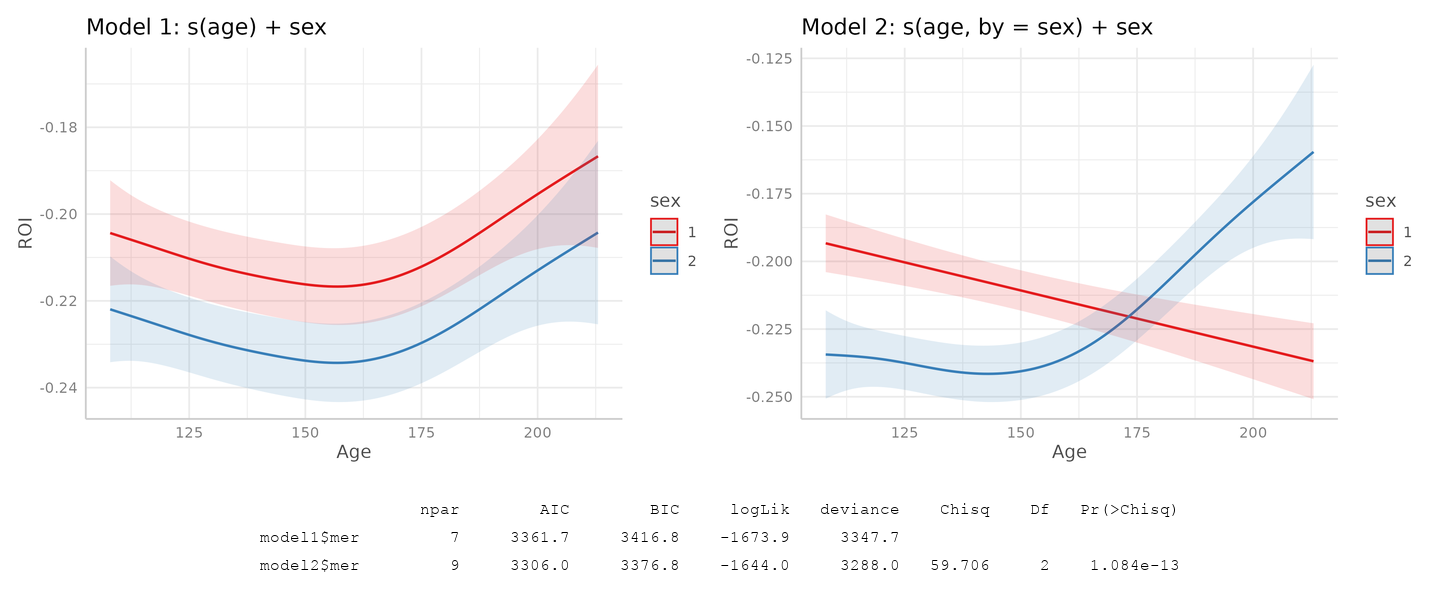 Model 1: s(age) + sex
-0.18
-0.20
-0.22
-0.24
ROI
125 150 175 200
Age
sex
1
2
Model 2: s(age, by = sex) + sex
-0.125
-0.150
-0.175
-0.200
-0.225
-0.250
ROI
125 150 175 200
Age
sex
1
2
npar AIC BIC logLik deviance Chisq Df Pr(>Chisq)
model1$mer 7 3361.7 3416.8 -1673.9 3347.7
model2$mer 9 3306.0 3376.8 -1644.0 3288.0 59.706 2 1.084e-13